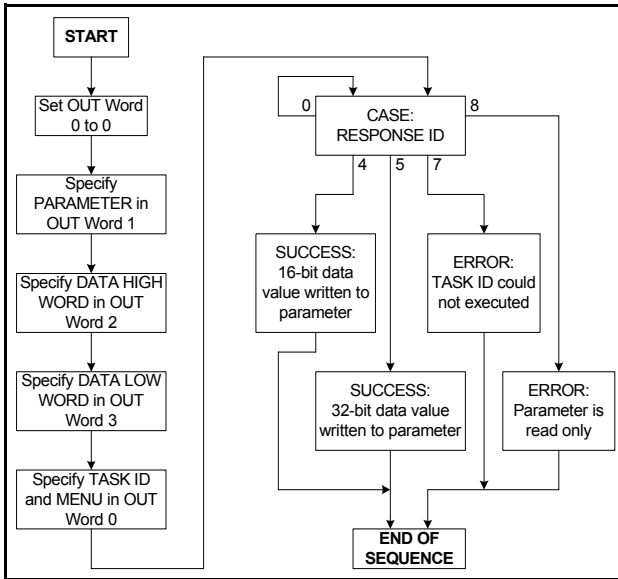 START
Set OUT Word
0 to 0
Specify
PARAMETER in
OUT Word 1
Specify DATA HIGH
WORD in OUT
Word 2
Specify DATA LOW
WORD in OUT
Word 3
Specify TASK ID
and MENU in OUT
Word 0
CASE:
RESPONSE ID
0
8
4
5
7
SUCCESS:
16-bit data
value written to
parameter
ERROR:
TASK ID could
not executed
SUCCESS:
32-bit data value
written to parameter
ERROR:
Parameter is
read only
END OF
SEQUENCE